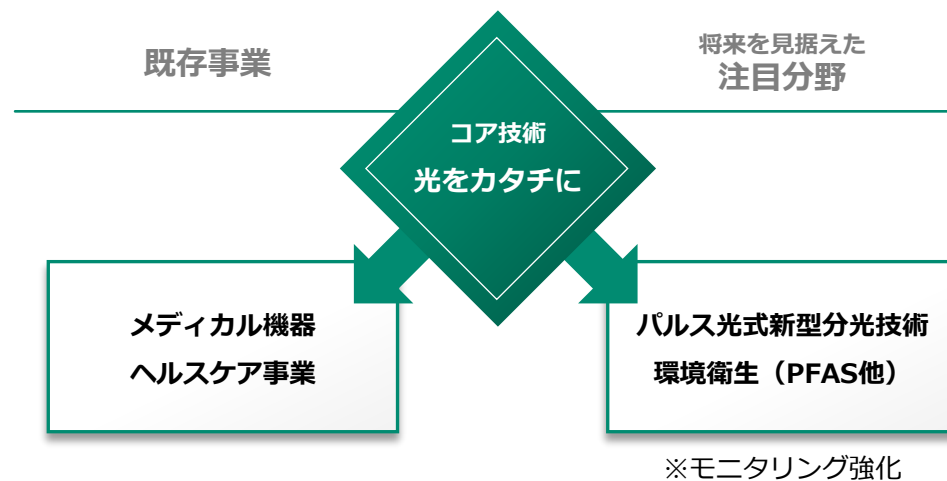 既存事業
将来を見据えた
注目分野
コア技術
光をカタチに
メディカル機器
ヘルスケア事業
パルス光式新型分光技術
環境衛生（PFAS他）
※モニタリング強化